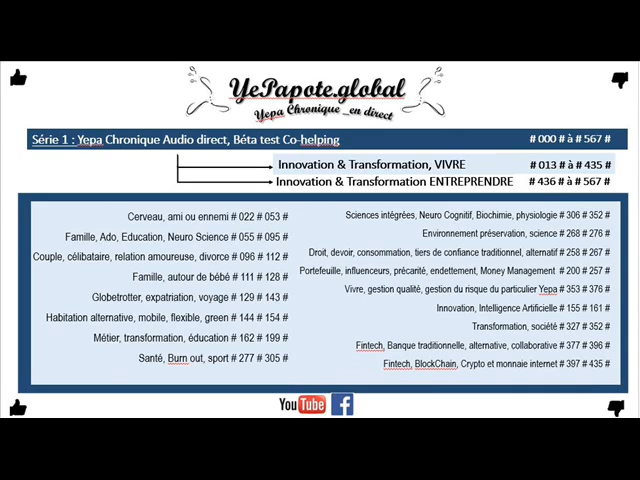 YePapote.global
Yepa Chronique _en direct
Série 1 : Yepa Chronique Audio direct, Béta test Co-helping # 000 # à # 567 #
Innovation & Transformation, VIVRE # 013 # à # 435 #
Innovation & Transformation ENTREPRENDRE # 436 # à # 567 #
Cerveau, ami ou ennemi # 022 # 053 #
Famille, Ado, Education, Neuro Science # 055 # 095 #
Couple, célibataire, relation amoureuse, divorce # 096 # 112 #
Famille, autour de bébé # 111 # 128 #
Globetrotter, expatriation, voyage # 129 # 143 #
Habitation alternative, mobile, flexible, green # 144 # 154 #
Métier, transformation, éducation # 162 # 199 #
Santé, Burn out, sport # 277 # 305 #
Sciences intégrées, Neuro Cognitif, Biochimie, physiologie # 306 # 352 #
Environnement préservation, science # 268 # 276 #
Droit, devoir, consommation, tiers de confiance traditionnel, alternatif # 258 # 267 #
Portefeuille, influenceurs, précarité, endettement, Money Management # 200 # 257 #
Vivre, gestion qualité, gestion du risque du particulier Yepa # 353 # 376 #
Innovation, Intelligence Artificielle # 155 # 161 #
Transformation, société # 327 # 352 #
Fintech, Banque traditionnelle, alternative, collaborative # 377 # 396 #
Fintech, BlockChain, Crypto et monnaie internet # 397 # 435 #
YouTube f